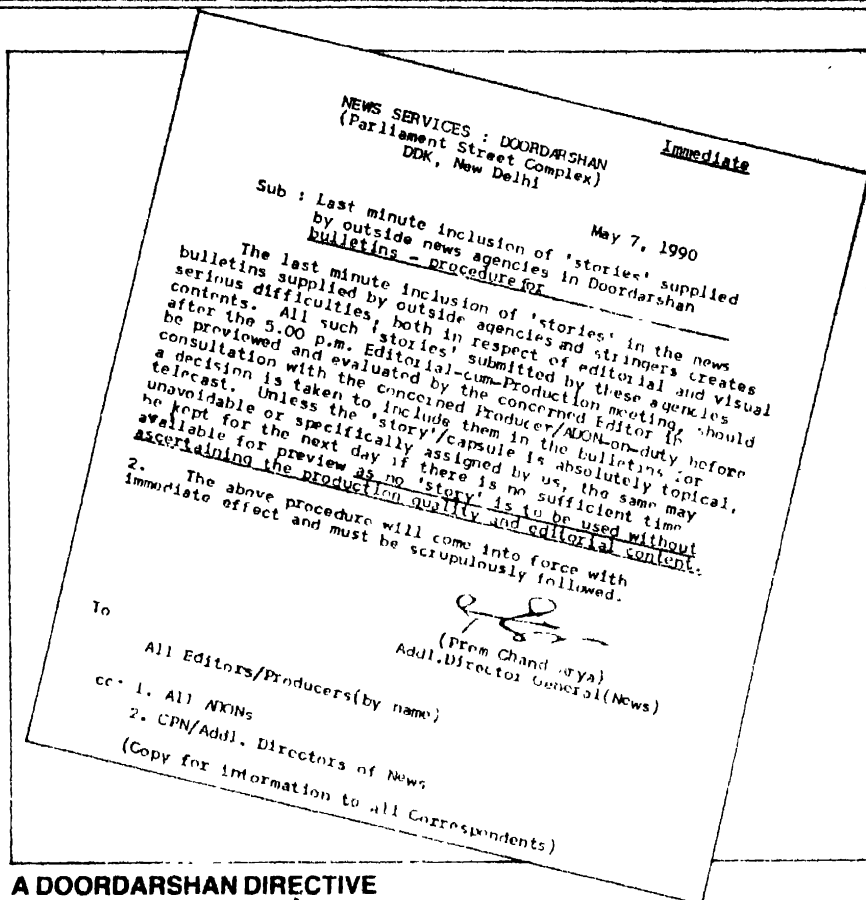 NEWS SERVICES : DOORDARSHAN
(Parliament Street Complex)
DDK, New Delhi
Immediate
May 7, 1990
Sub : Last minute inclusion of 'stories' supplied
by outside news agencies in Doordarshan
bulletins - procedure for
The last minute inclusion of 'stories' in the news
bulletins supplied by outside agencies and stringers creates
serious difficulties, both in respect of editorial and visual
contents. All such 'stories' submitted by these agencies
after the 5.00 p.m. Editorial-cum-Production meeting, should
be previewed and evaluated by the concerned Editor in
consultation with the concerned Producer/ADON-on-duty before
a decision is taken to include them in the bulletins for
telecast. Unless the 'story'/capsule is absolutely topical,
unavoidable or specifically assigned by us, the same may
be kept for the next day if there is no sufficient time
available for preview as no 'story' is to be used without
ascertaining the production quality and editorial content.
2. The above procedure will come into force with
immediate effect and must be scrupulously followed.
(Prem Chand Arya)
Addl.Director General(News)
To
All Editors/Producers(by name)
cc: 1. All ADONs
2. CPN/Addl. Directors of News
(Copy for information to all Correspondents)
A DOORDARSHAN DIRECTIVE